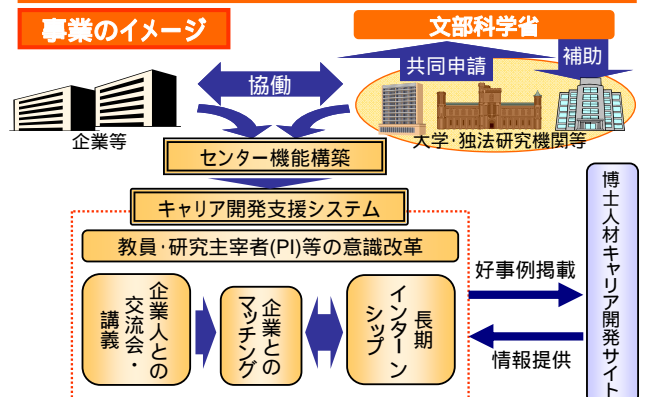 事業のイメージ
文部科学省
共同申請
補助
協働
企業等
大学・独法研究機関等
センター機能構築
キャリア開発支援システム
教員・研究主宰者(PI)等の意識改革
企業人との
交流会・
講義
企業との
マッチング
長期
インターン
シップ
好事例掲載
情報提供
博士人材キャリア開発サイト